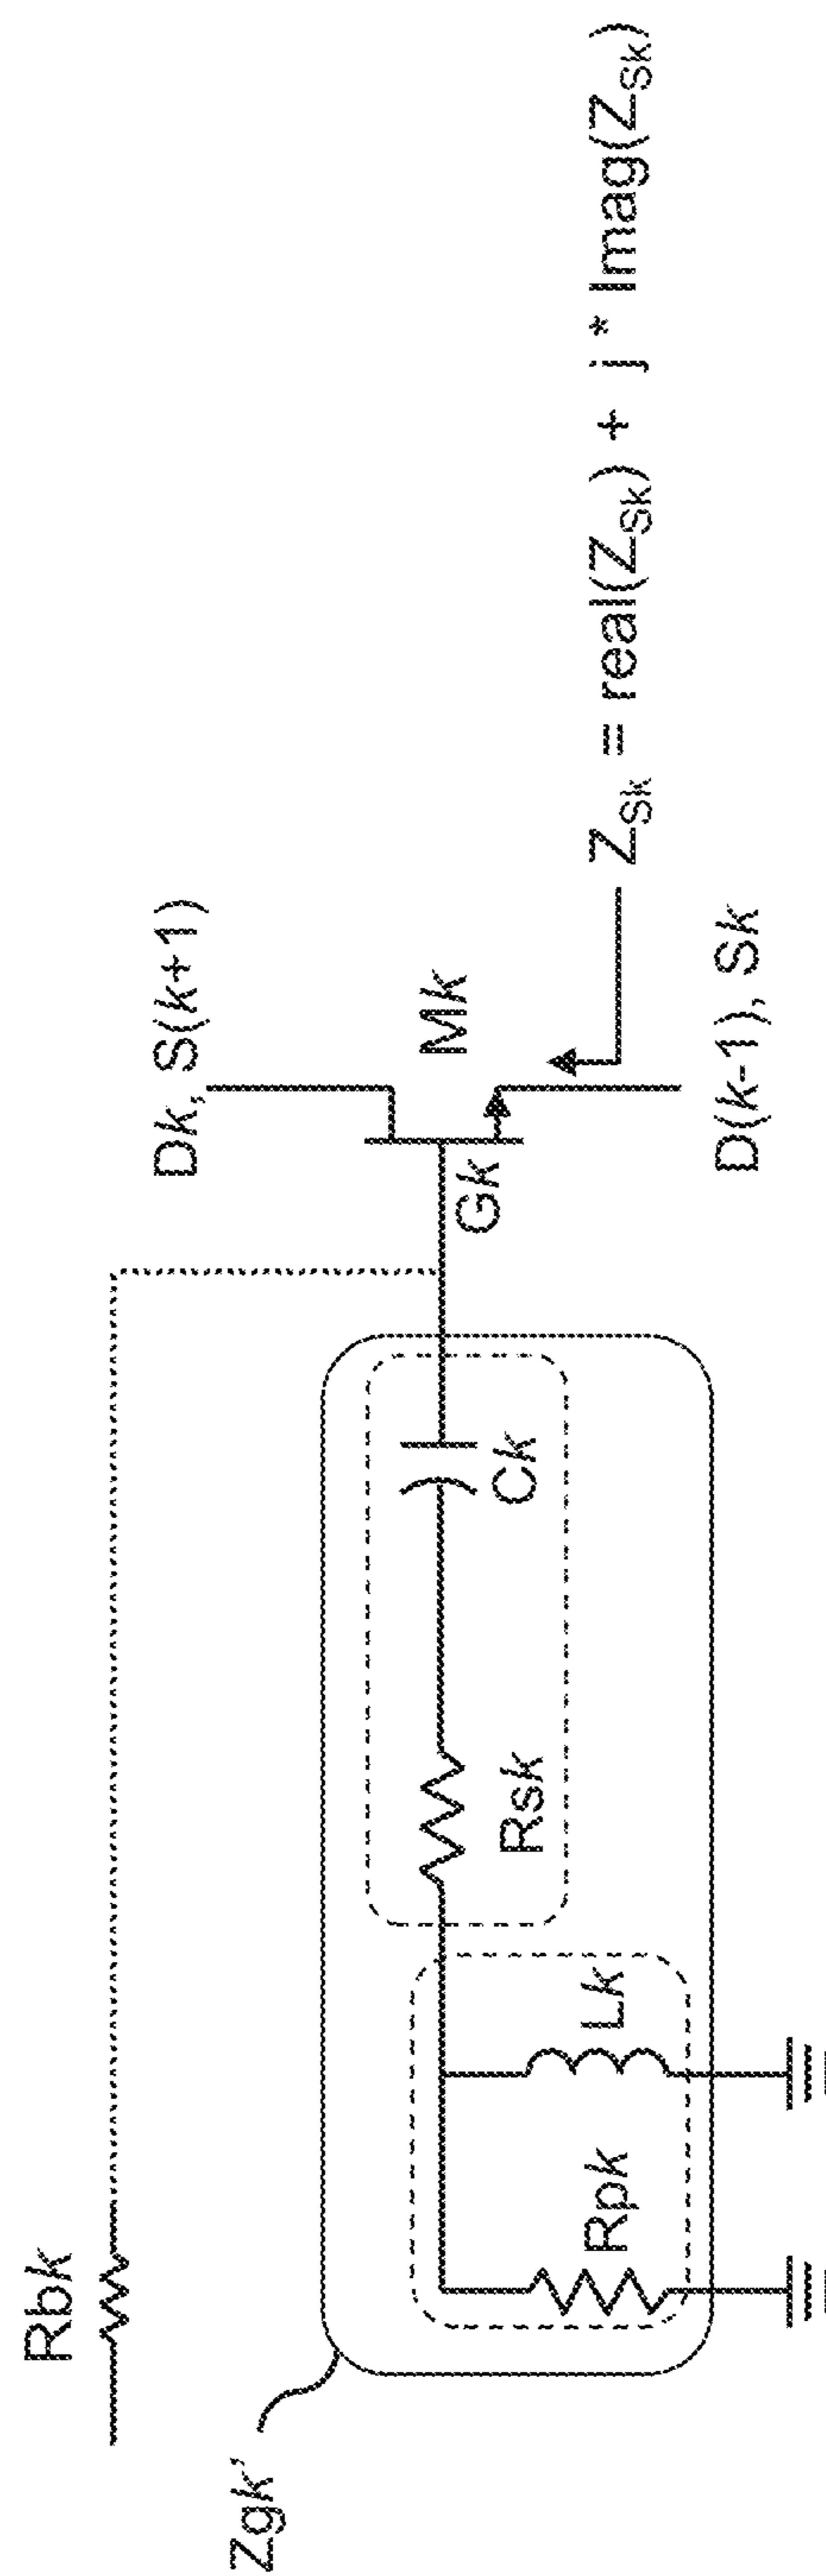 Rbk
Dk, S(k+1)
Zgk'
Mk
Gk
Ck
Rsk
Lk
Rpk
Z_Sk = real(Z_Sk) + j * Imag(Z_Sk)
D(k-1), Sk